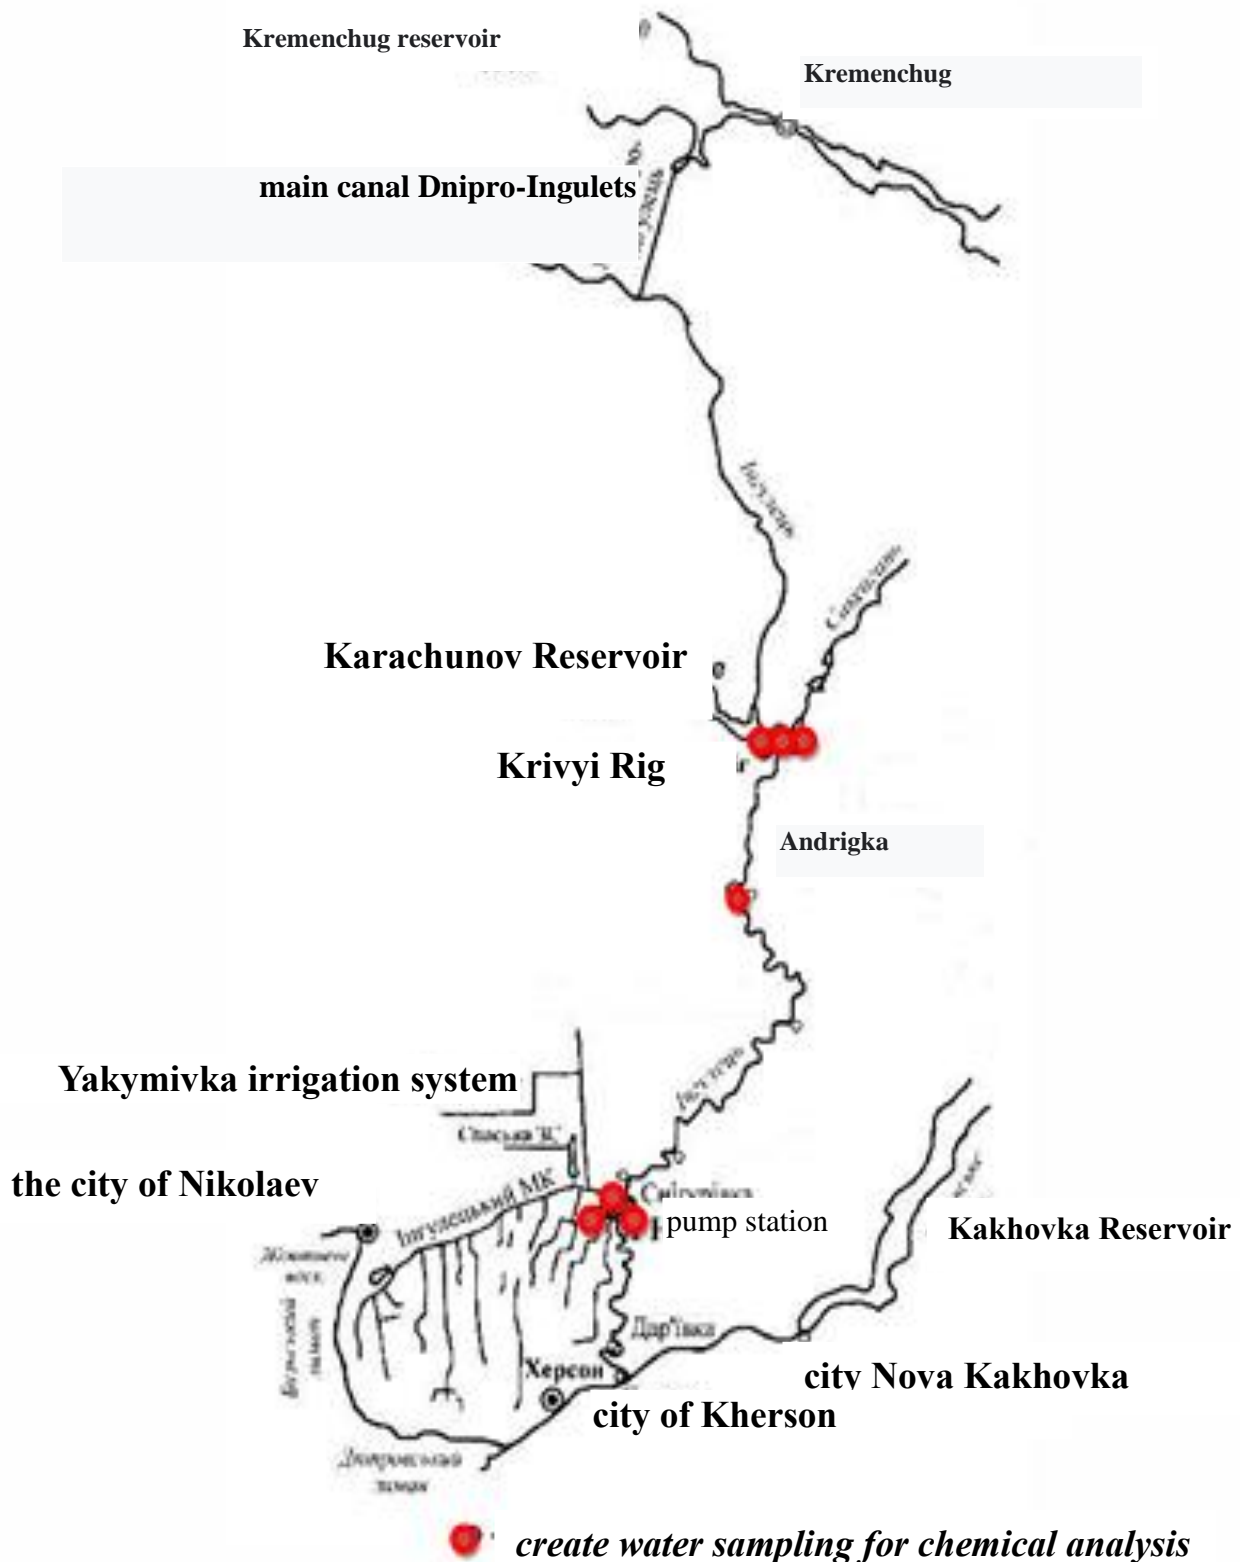 Kremenchug reservoir
Kremenchug
main canal Dnipro-Ingulets
Karachunov Reservoir
Krivyi Rig
Andrigka
Yakymivka irrigation system
the city of Nikolaev
Інгулецький МК
pump station
Kakhovka Reservoir
Дар'ївка
Херсон
city Nova Kakhovka
city of Kherson
create water sampling for chemical analysis